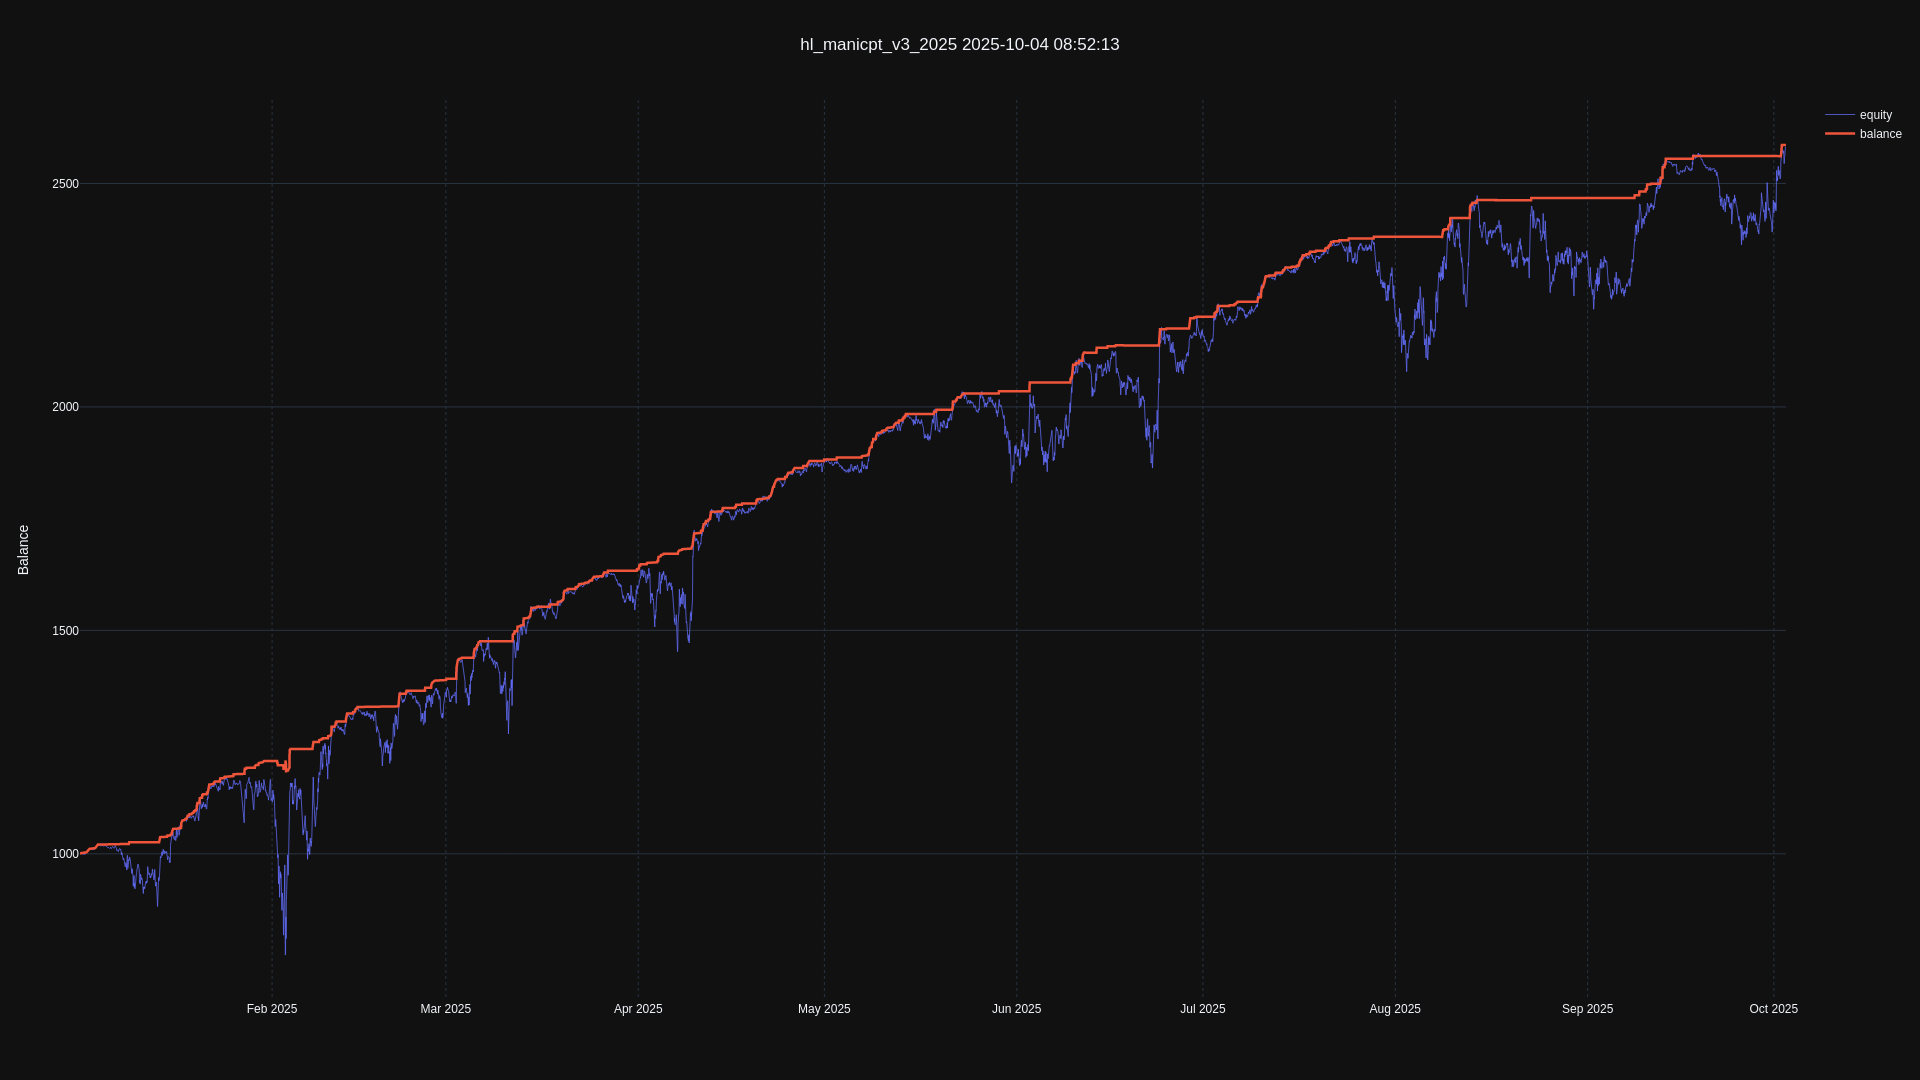 hl_manicpt_v3_2025 2025-10-04 08:52:13
equity
balance
2500
2000
1500
1000
Balance
Feb 2025
Mar 2025
Apr 2025
May 2025
Jun 2025
Jul 2025
Aug 2025
Sep 2025
Oct 2025